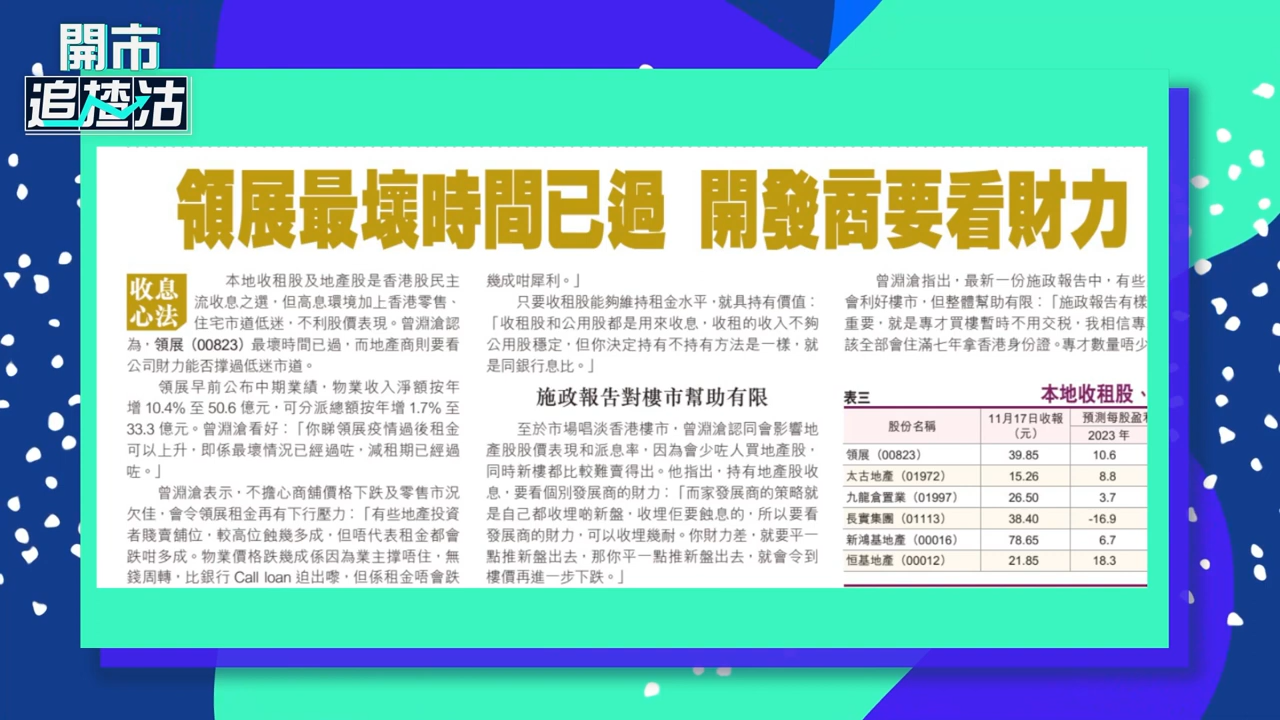 開市
追揸沽
領展最壞時間已過 開發商要看財力
收息
心法
本地收租股及地產股是香港股民主
流收息之選，但高息環境加上香港零售、
住宅市道低迷，不利股價表現。曾淵滄認
為，領展（00823）最壞時間已過，而地產商則要看
公司財力能否撐過低迷市道。
領展早前公布中期業績，物業收入淨額按年
增 10.4% 至 50.6 億元，可分派總額按年增 1.7% 至
33.3 億元。曾淵滄看好：「你睇領展疫情過後租金
可以上升，即係最壞情況已經過咗，減租期已經過
咗。」
曾淵滄表示，不擔心商舖價格下跌及零售市況
欠佳，會令領展租金再有下行壓力：「有些地產投資
者賤賣舖位，較高位蝕幾多成，但唔代表租金都會
跌咁多成。物業價格跌幾成係因為業主撐唔住，無
錢周轉，比銀行 Call loan 迫出嚟，但係租金唔會跌
幾成咁犀利。」
只要收租股能夠維持租金水平，就具持有價值：
「收租股和公用股都是用來收息，收租的收入不夠
公用股穩定，但你決定持有不持有方法是一樣，就
是同銀行息比。」
施政報告對樓市幫助有限
至於市場唱淡香港樓市，曾淵滄認同會影響地
產股股價表現和派息率，因為會少咗人買地產股，
同時新樓都比較難賣得出。他指出，持有地產股收
息，要看個別發展商的財力：「而家發展商的策略就
是自己都收埋啲新盤，收埋佢要蝕息的，所以要看
發展商的財力，可以收埋幾耐。你財力差，就要平一
點推新盤出去，那你平一點推新盤出去，就會令到
樓價再進一步下跌。」
曾淵滄指出，最新一份施政報告中，有些
會利好樓市，但整體幫助有限：「施政報告有樣
重要，就是專才買樓暫時不用交稅，我相信專
該全部會住滿七年拿香港身份證。專才數量唔少
表三 本地收租股、
股份名稱 11月17日收報（元） 預測每股盈利 2023 年
領展（00823） 39.85 10.6
太古地產（01972） 15.26 8.8
九龍倉置業（01997） 26.50 3.7
長實集團（01113） 38.40 -16.9
新鴻基地產（00016） 78.65 6.7
恒基地產（00012） 21.85 18.3